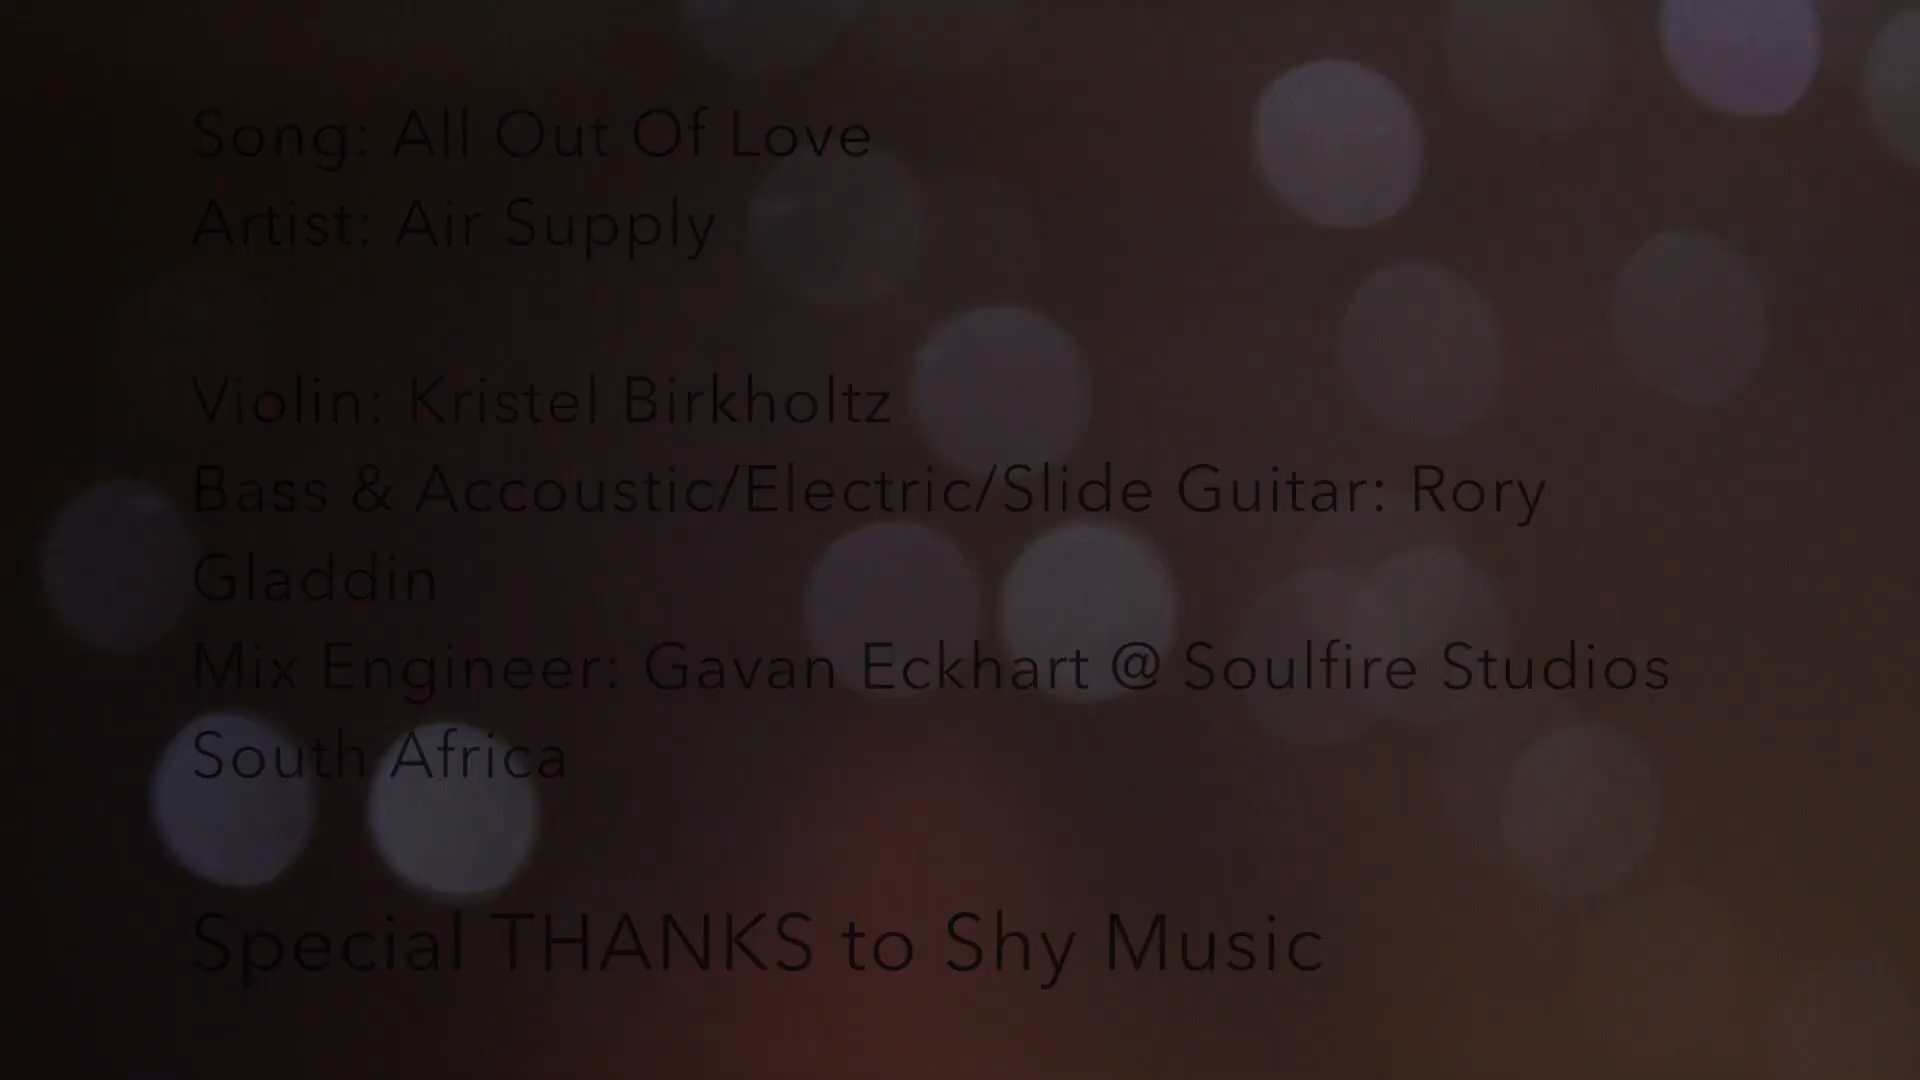 Song: All Out Of Love
Artist: Air Supply
Violin: Kristel Birkholtz
Bass & Accoustic/Electric/Slide Guitar: Rory
Gladdin
Mix Engineer: Gavan Eckhart @ Soulfire Studios
South Africa
Special THANKS to Shy Music